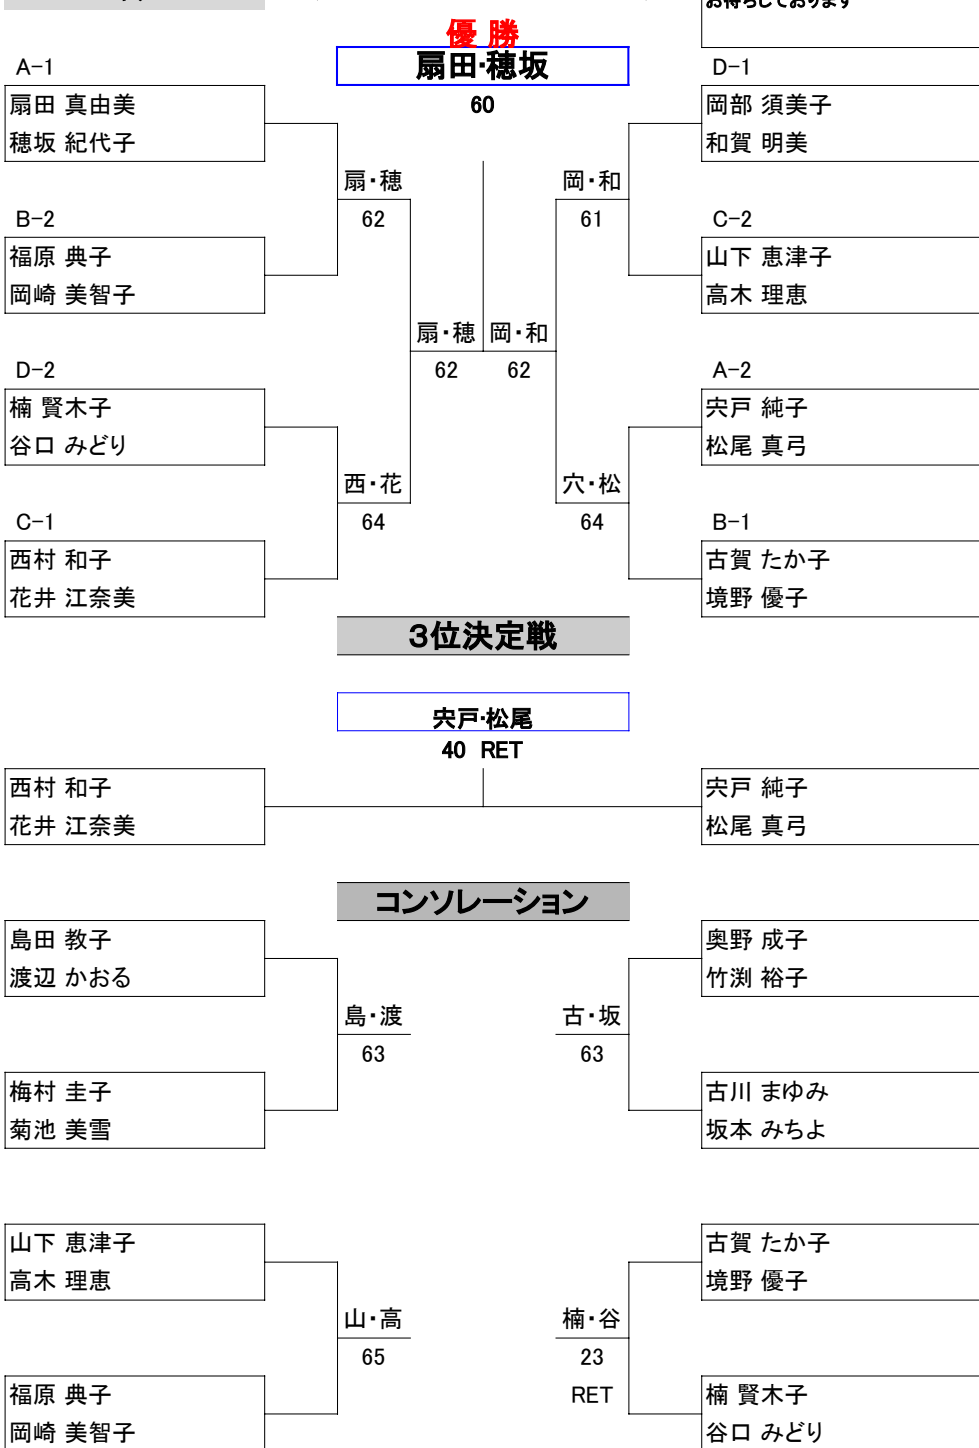 お待ちしております
優 勝
扇田・穂坂
60
A-1
扇田 真由美
穂坂 紀代子
D-1
岡部 須美子
和賀 明美
扇・穂
62
岡・和
61
B-2
福原 典子
岡崎 美智子
C-2
山下 恵津子
高木 理恵
扇・穂
62
岡・和
62
D-2
楠 賢木子
谷口 みどり
A-2
宍戸 純子
松尾 真弓
西・花
64
穴・松
64
C-1
西村 和子
花井 江奈美
B-1
古賀 たか子
境野 優子
3位決定戦
宍戸・松尾
40 RET
西村 和子
花井 江奈美
宍戸 純子
松尾 真弓
コンソレーション
島田 教子
渡辺 かおる
奥野 成子
竹渕 裕子
島・渡
63
古・坂
63
梅村 圭子
菊池 美雪
古川 まゆみ
坂本 みちよ
山下 恵津子
高木 理恵
古賀 たか子
境野 優子
山・高
65
楠・谷
23
RET
福原 典子
岡崎 美智子
楠 賢木子
谷口 みどり